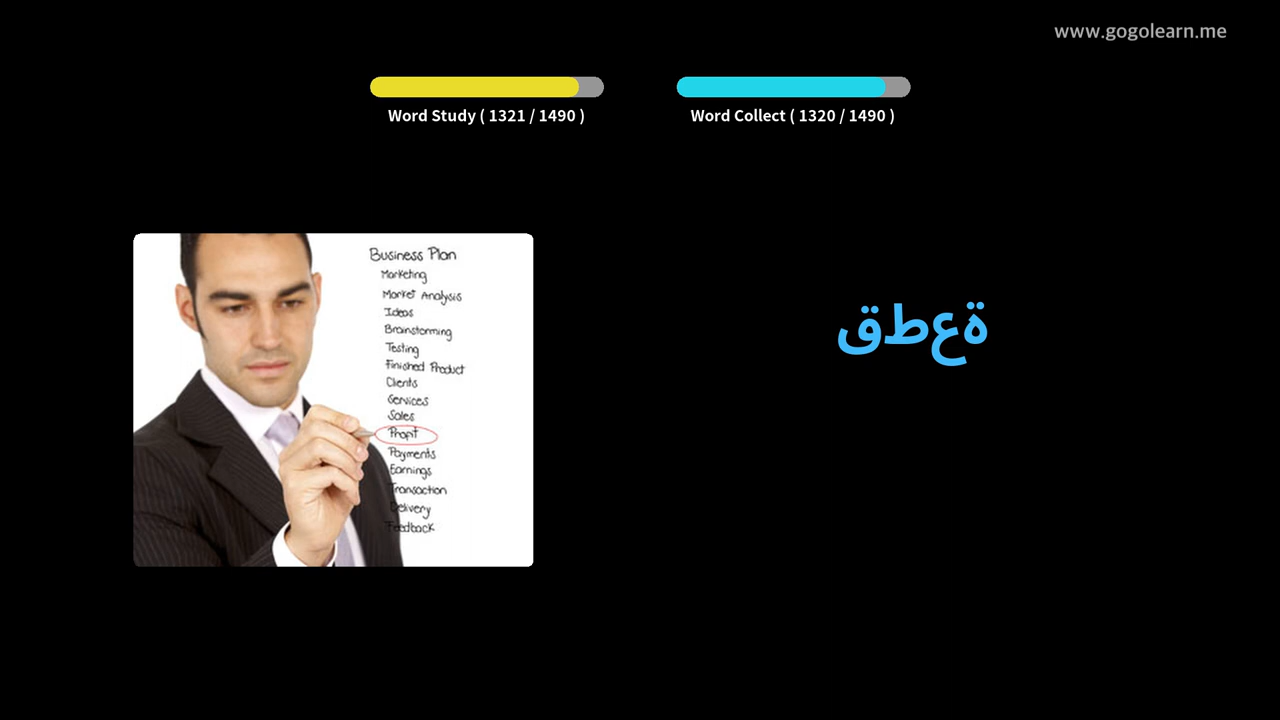 www.gogolearn.me
Word Study ( 1321 / 1490 )
Word Collect ( 1320 / 1490 )
Business Plan
Marketing
Market Analysis
Ideas
Brainstorming
Testing
Finished Product
Clients
Services
Sales
Profit
Payments
Earnings
Transaction
Delivery
Feedback
قطعة